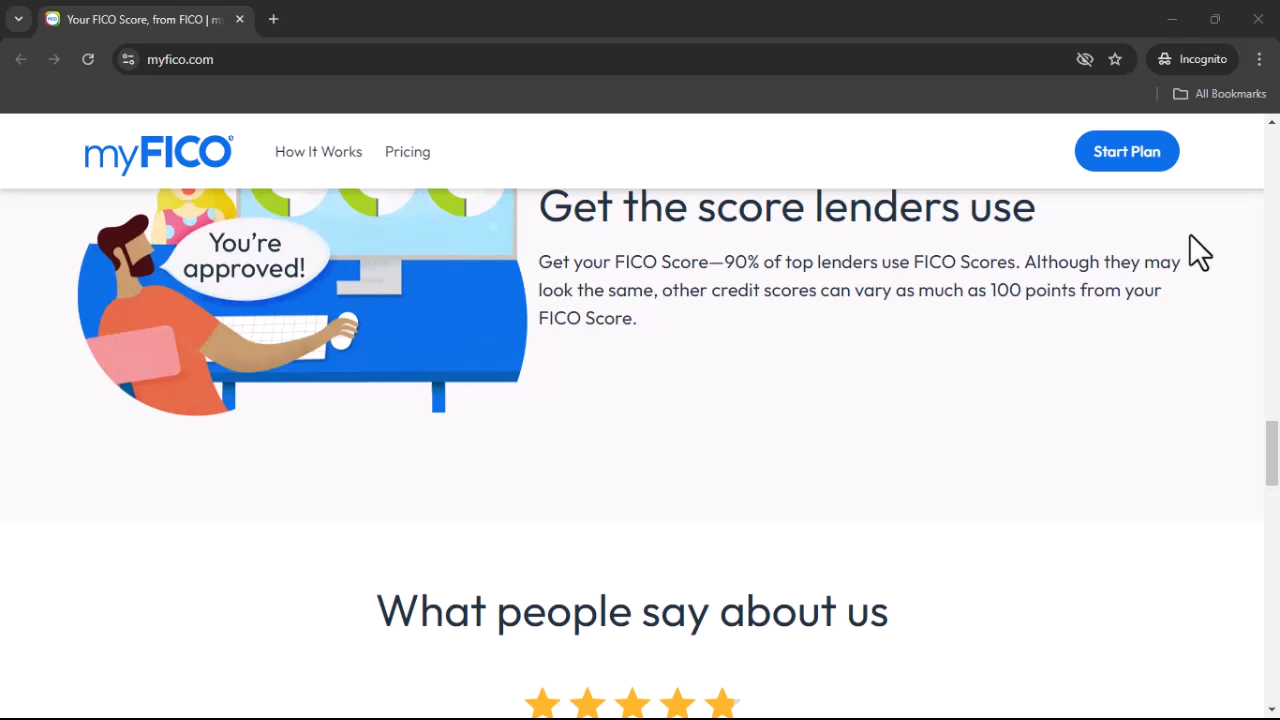 Your FICO Score, from FICO | m
myfico.com
Incognito
All Bookmarks
myFICO®
How It Works
Pricing
Start Plan
You're
approved!
Get the score lenders use
Get your FICO Score—90% of top lenders use FICO Scores. Although they may
look the same, other credit scores can vary as much as 100 points from your
FICO Score.
What people say about us